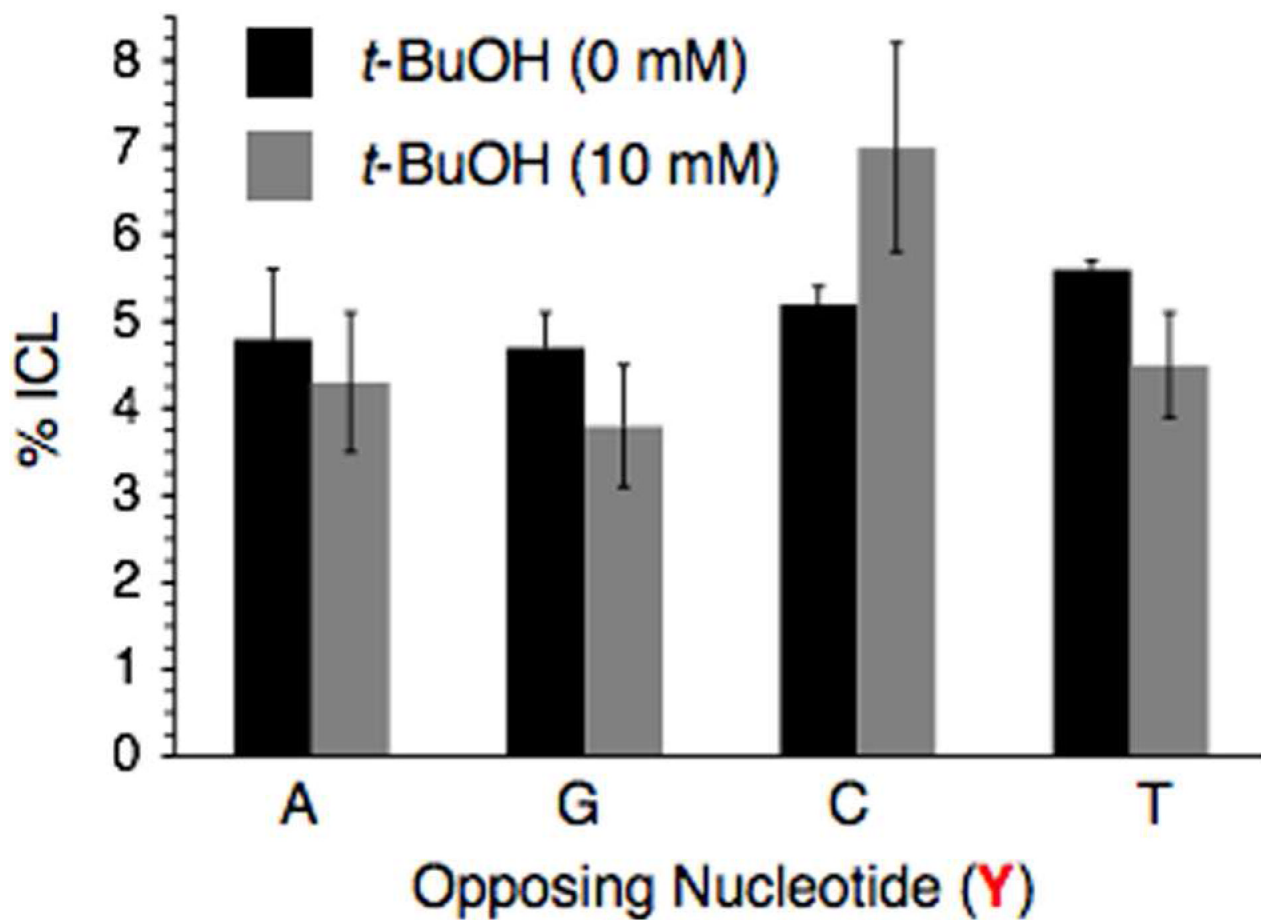 t-BuOH (0 mM)
t-BuOH (10 mM)
% ICL
8
7
6
5
4
3
2
1
0
A G C T
Opposing Nucleotide (Y)